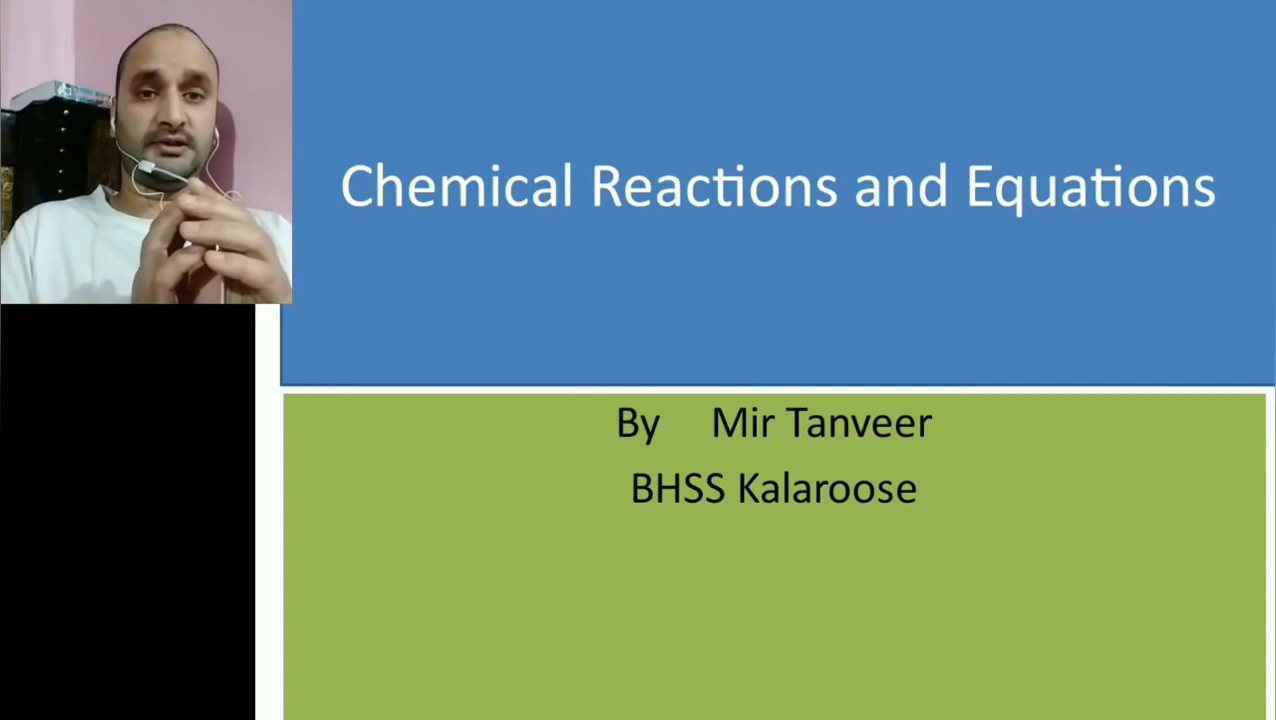 Chemical Reactions and Equations
By Mir Tanveer
BHSS Kalaroose